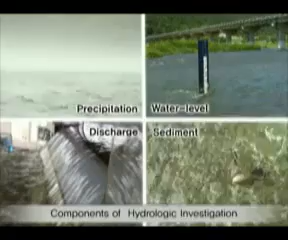 Precipitation
Water-level
Discharge
Sediment
Components of Hydrologic Investigation